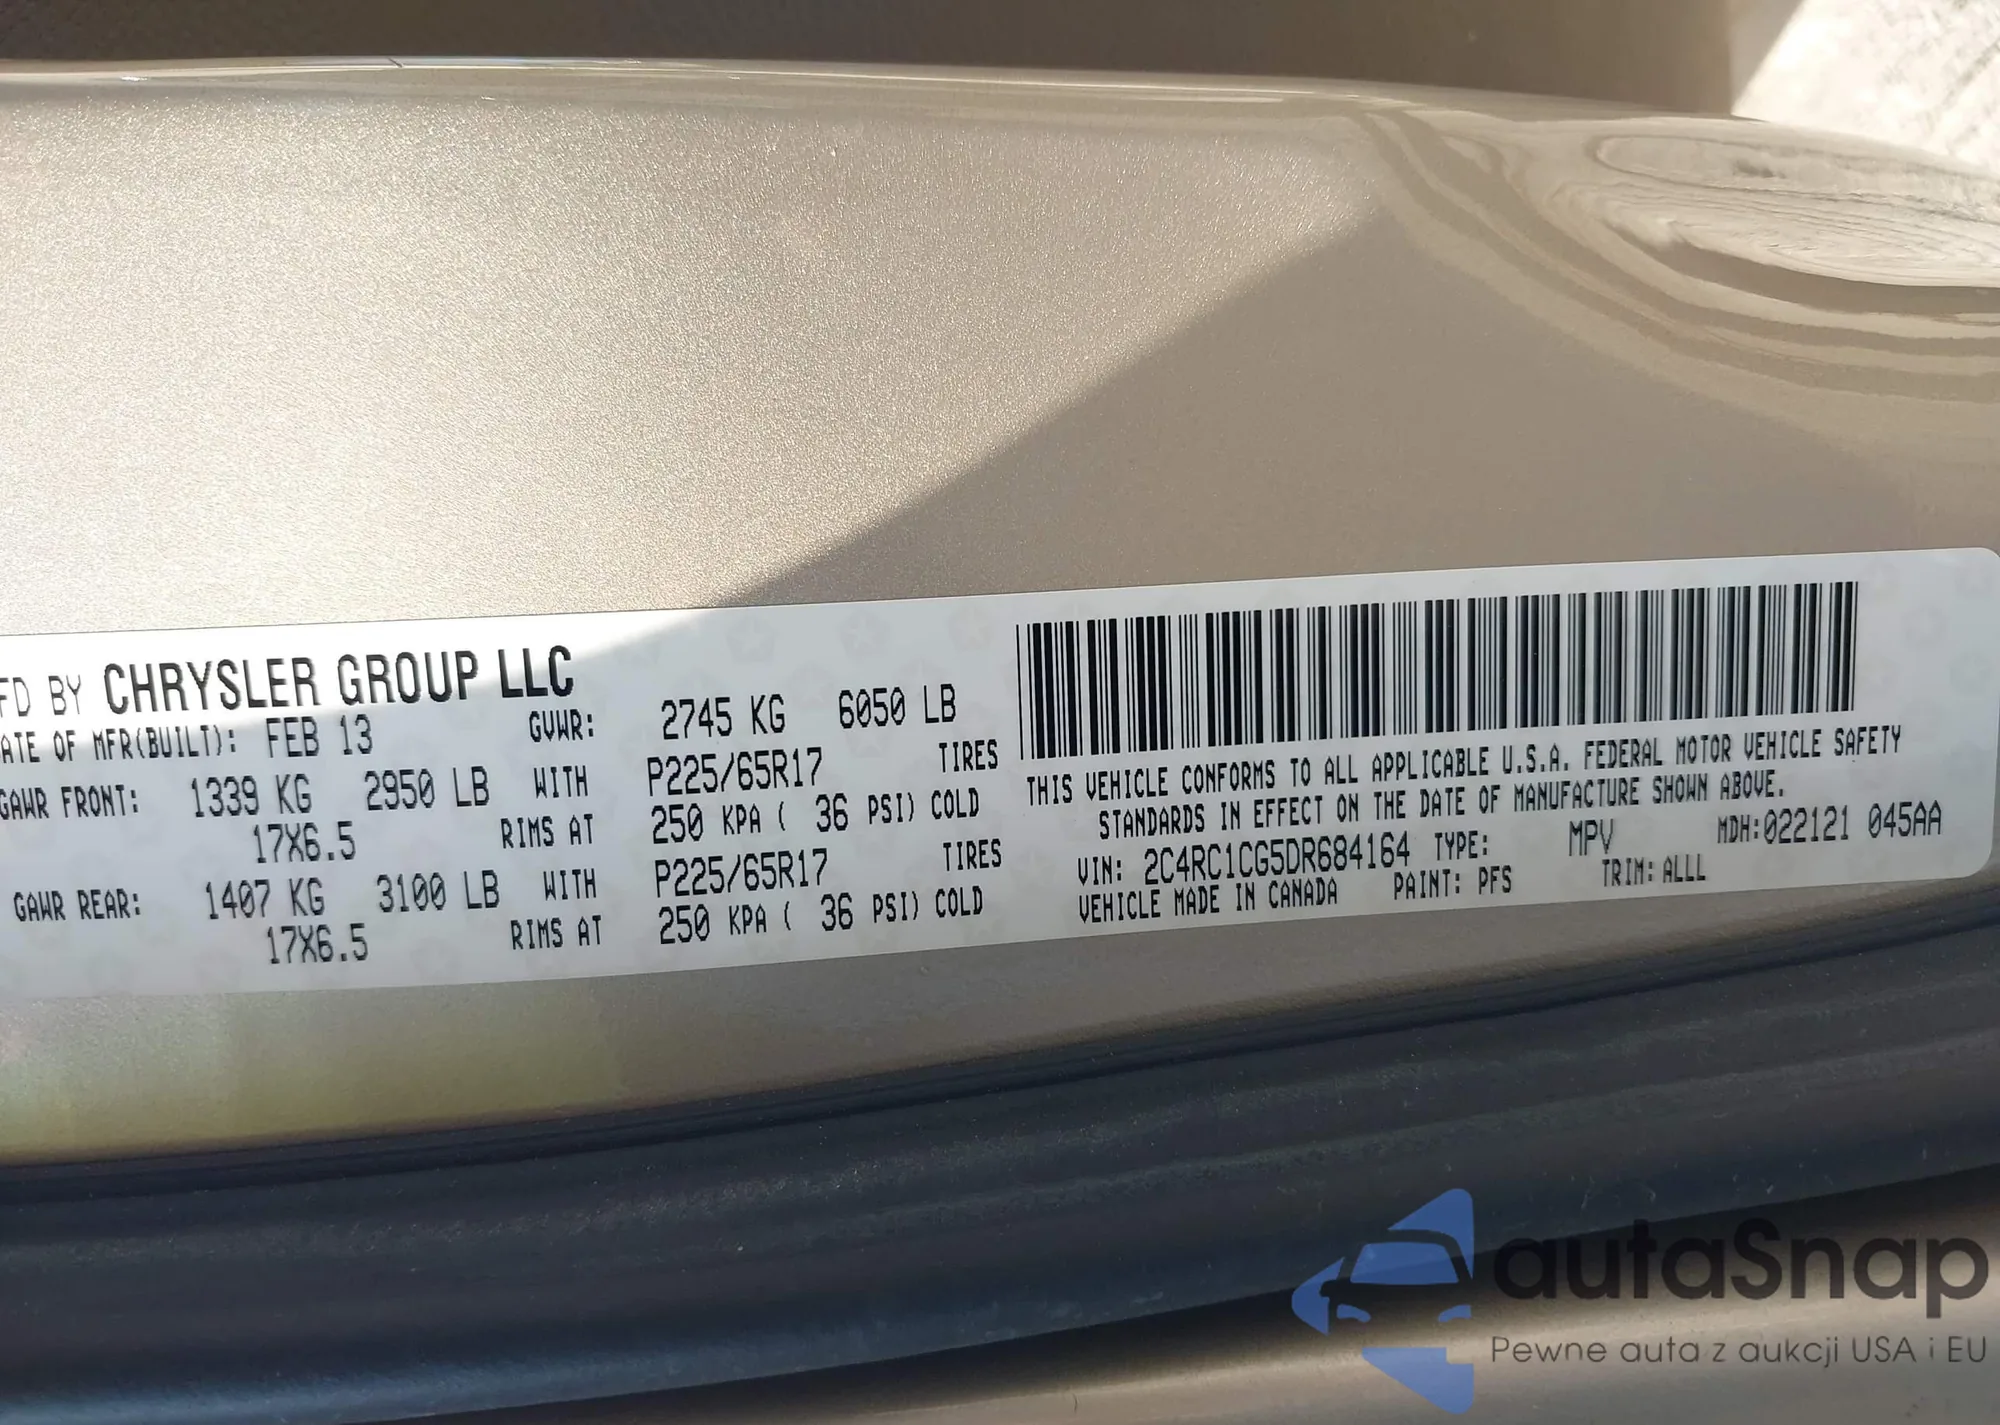 FD BY CHRYSLER GROUP LLC
ATE OF MFR(BUILT): FEB 13 GVWR: 2745 KG 6050 LB
GAWR FRONT: 1339 KG 2950 LB WITH P225/65R17 TIRES
17X6.5 RIMS AT 250 KPA ( 36 PSI) COLD
GAWR REAR: 1407 KG 3100 LB WITH P225/65R17 TIRES
17X6.5 RIMS AT 250 KPA ( 36 PSI) COLD
THIS VEHICLE CONFORMS TO ALL APPLICABLE U.S.A. FEDERAL MOTOR VEHICLE SAFETY
STANDARDS IN EFFECT ON THE DATE OF MANUFACTURE SHOWN ABOVE.
VIN: 2C4RC1CG5DR684164 TYPE: MPV MDH:022121 045AA
VEHICLE MADE IN CANADA PAINT: PFS TRIM: ALLL
autaSnap
Pewne auta z aukcji USA i EU